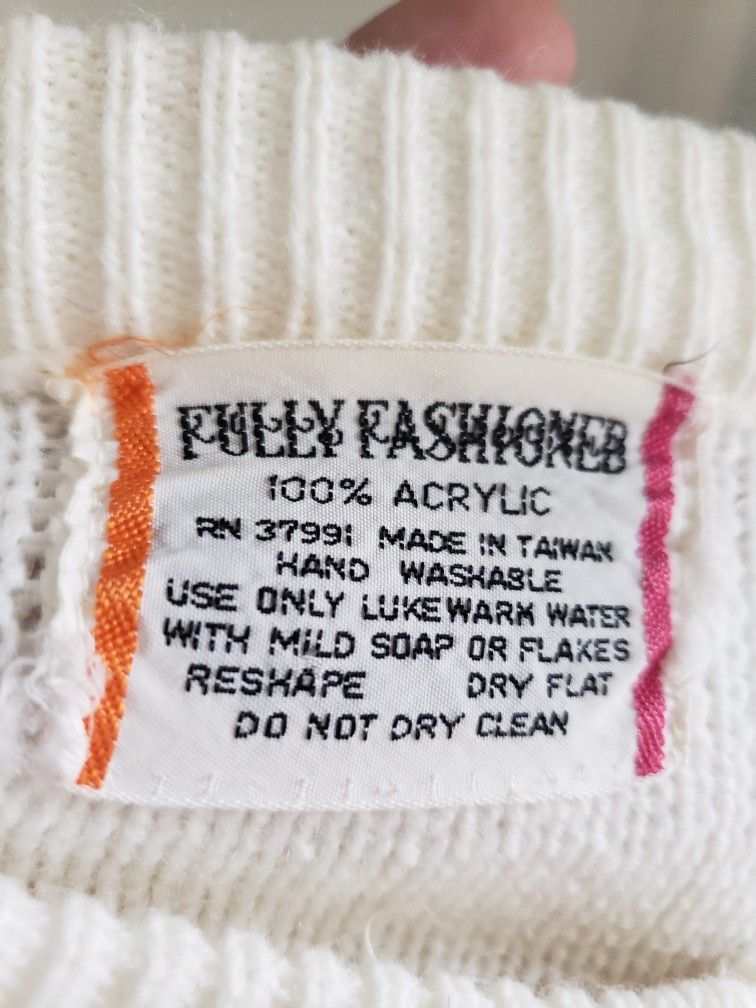 FULLY FASHIONED
100% ACRYLIC
RN 37991 MADE IN TAIWAN
HAND WASHABLE
USE ONLY LUKEWARM WATER
WITH MILD SOAP OR FLAKES
RESHAPE DRY FLAT
DO NOT DRY CLEAN